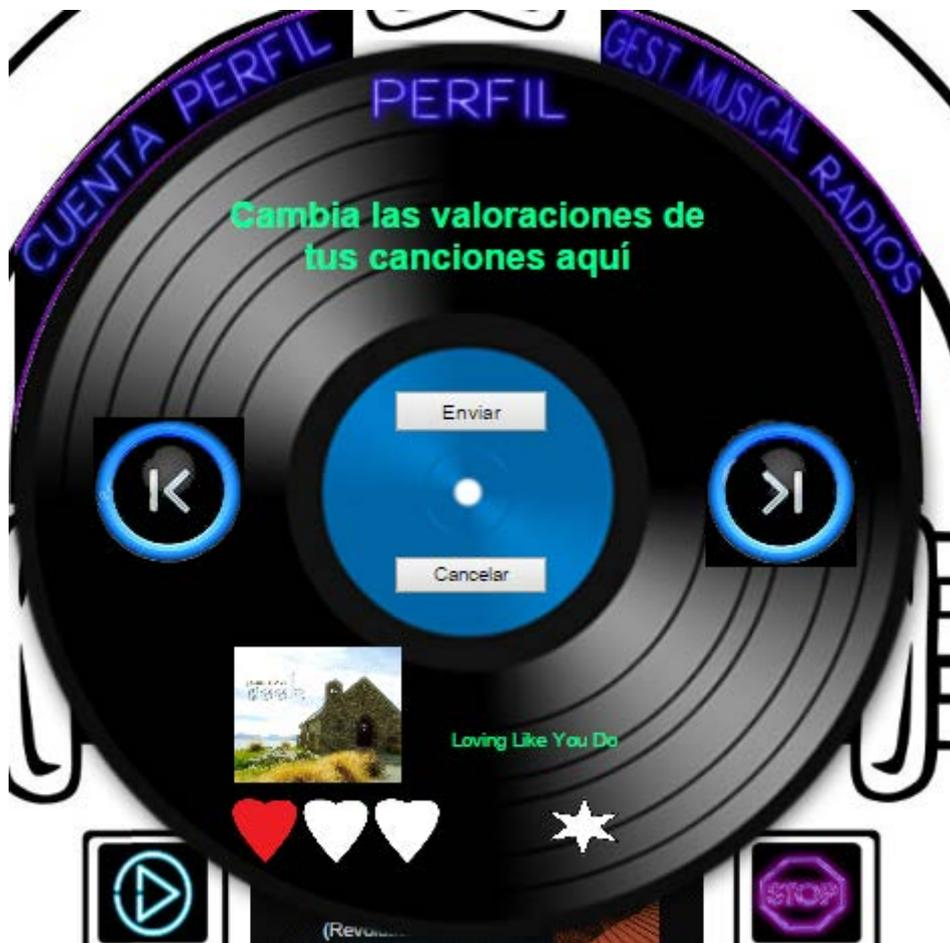 CUENTA PERFIL
PERFIL
GEST MUSICAL RADIOS
Cambia las valoraciones de
tus canciones aquí
Enviar
Cancelar
Loving Like You Do
STOP